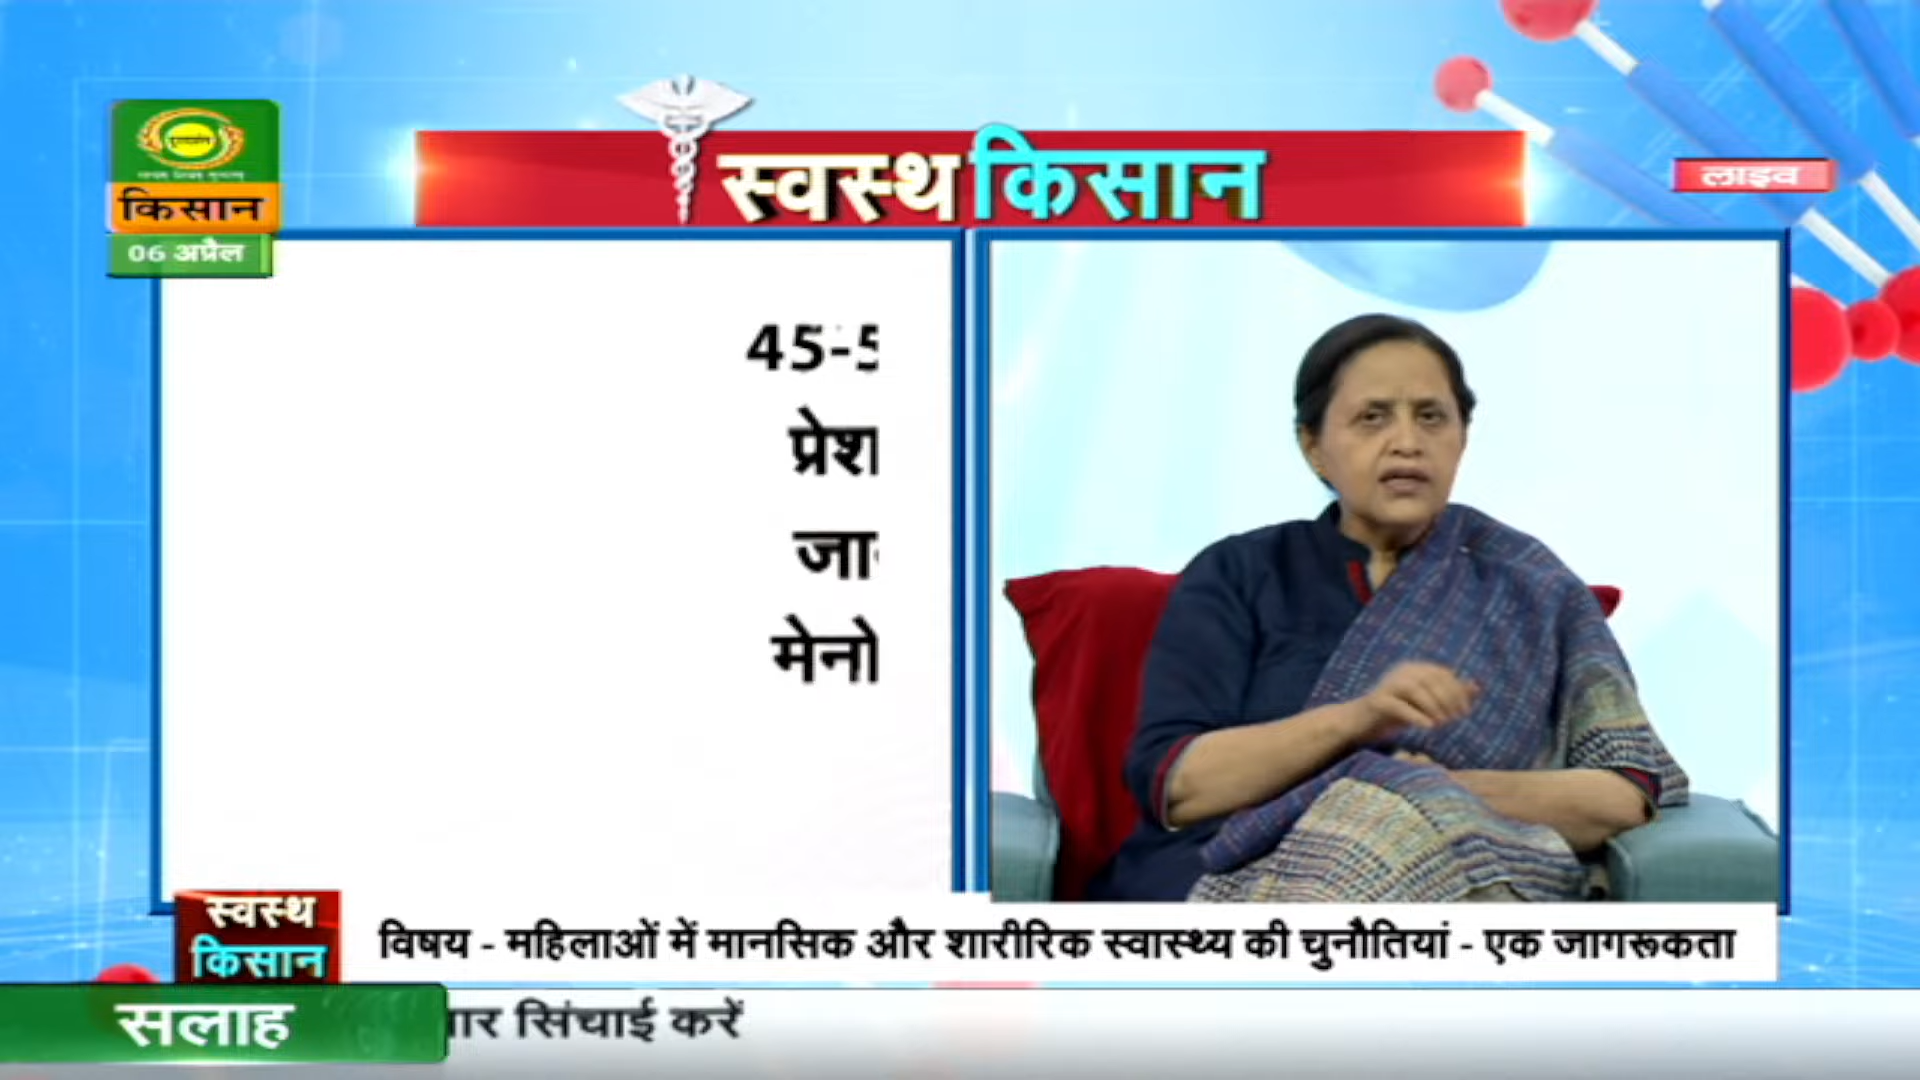 किसान
06 अप्रैल
स्वस्थ किसान
लाइव
45-5
प्रेश
जा
मेनो
स्वस्थ
किसान
विषय - महिलाओं में मानसिक और शारीरिक स्वास्थ्य की चुनौतियां - एक जागरूकता
सलाह
ार सिंचाई करें